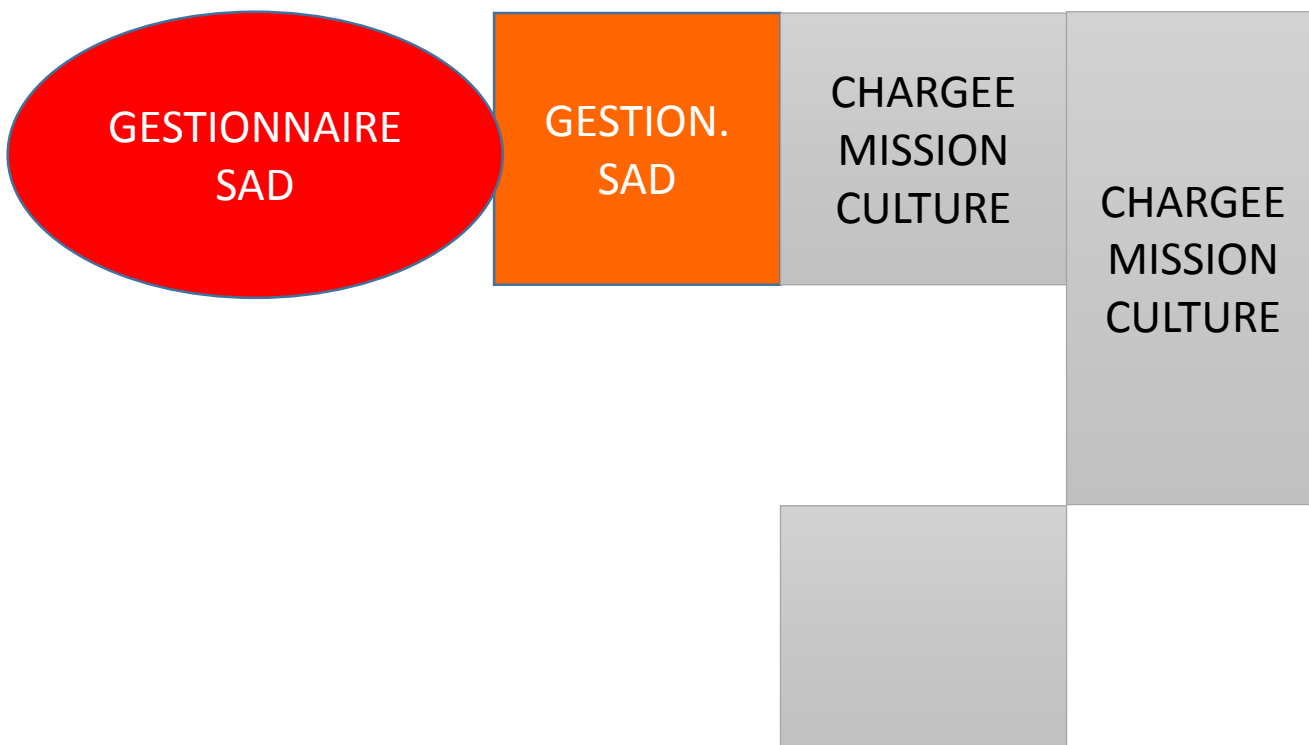 GESTIONNAIRE
SAD
GESTION.
SAD
CHARGEE
MISSION
CULTURE
CHARGEE
MISSION
CULTURE